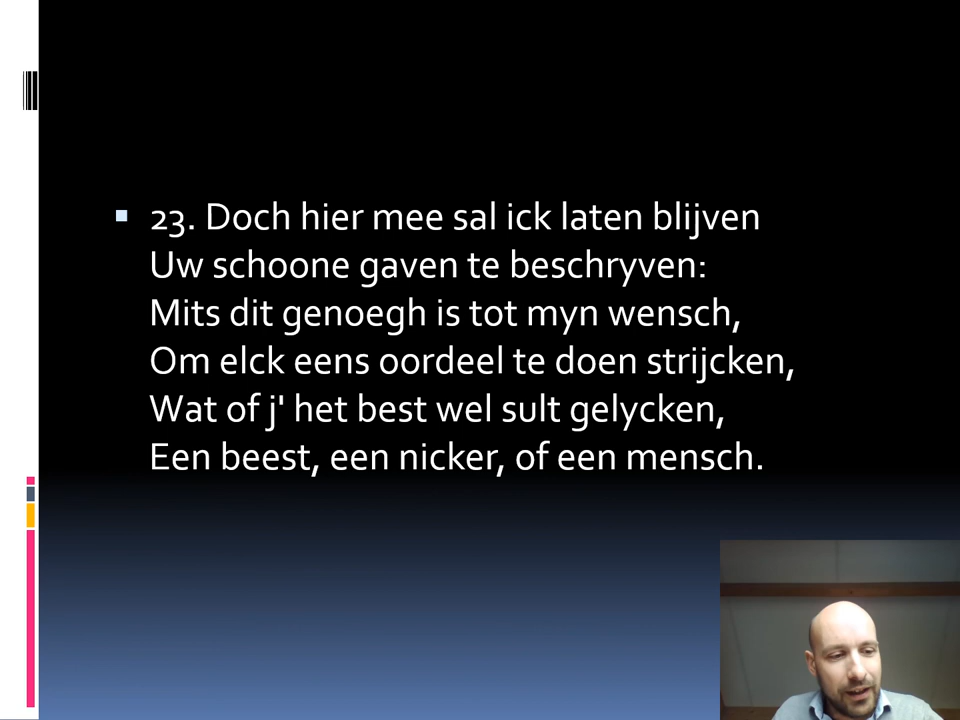 23. Doch hier mee sal ick laten blijven
Uw schoone gaven te beschryven:
Mits dit genoegh is tot myn wensch,
Om elck eens oordeel te doen strijcken,
Wat of j' het best wel sult gelycken,
Een beest, een nicker, of een mensch.